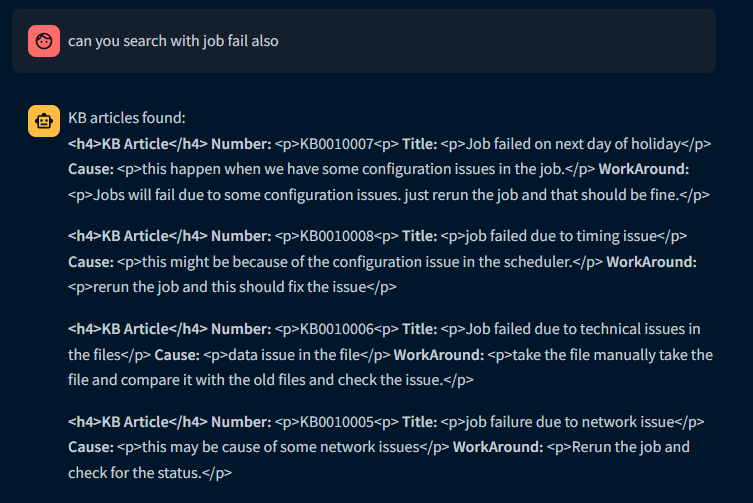 can you search with job fail also
KB articles found:
<h4>KB Article</h4> Number: <p>KB0010007<p> Title: <p>Job failed on next day of holiday</p>
Cause: <p>this happen when we have some configuration issues in the job.</p> WorkAround:
<p>Jobs will fail due to some configuration issues. just rerun the job and that should be fine.</p>
<h4>KB Article</h4> Number: <p>KB0010008<p> Title: <p>job failed due to timing issue</p>
Cause: <p>this might be because of the configuration issue in the scheduler.</p> WorkAround:
<p>rerun the job and this should fix the issue</p>
<h4>KB Article</h4> Number: <p>KB0010006<p> Title: <p>Job failed due to technical issues in
the files</p> Cause: <p>data issue in the file</p> WorkAround: <p>take the file manually take the
file and compare it with the old files and check the issue.</p>
<h4>KB Article</h4> Number: <p>KB0010005<p> Title: <p>job failure due to network issue</p>
Cause: <p>this may be cause of some network issues</p> WorkAround: <p>Rerun the job and
check for the status.</p>